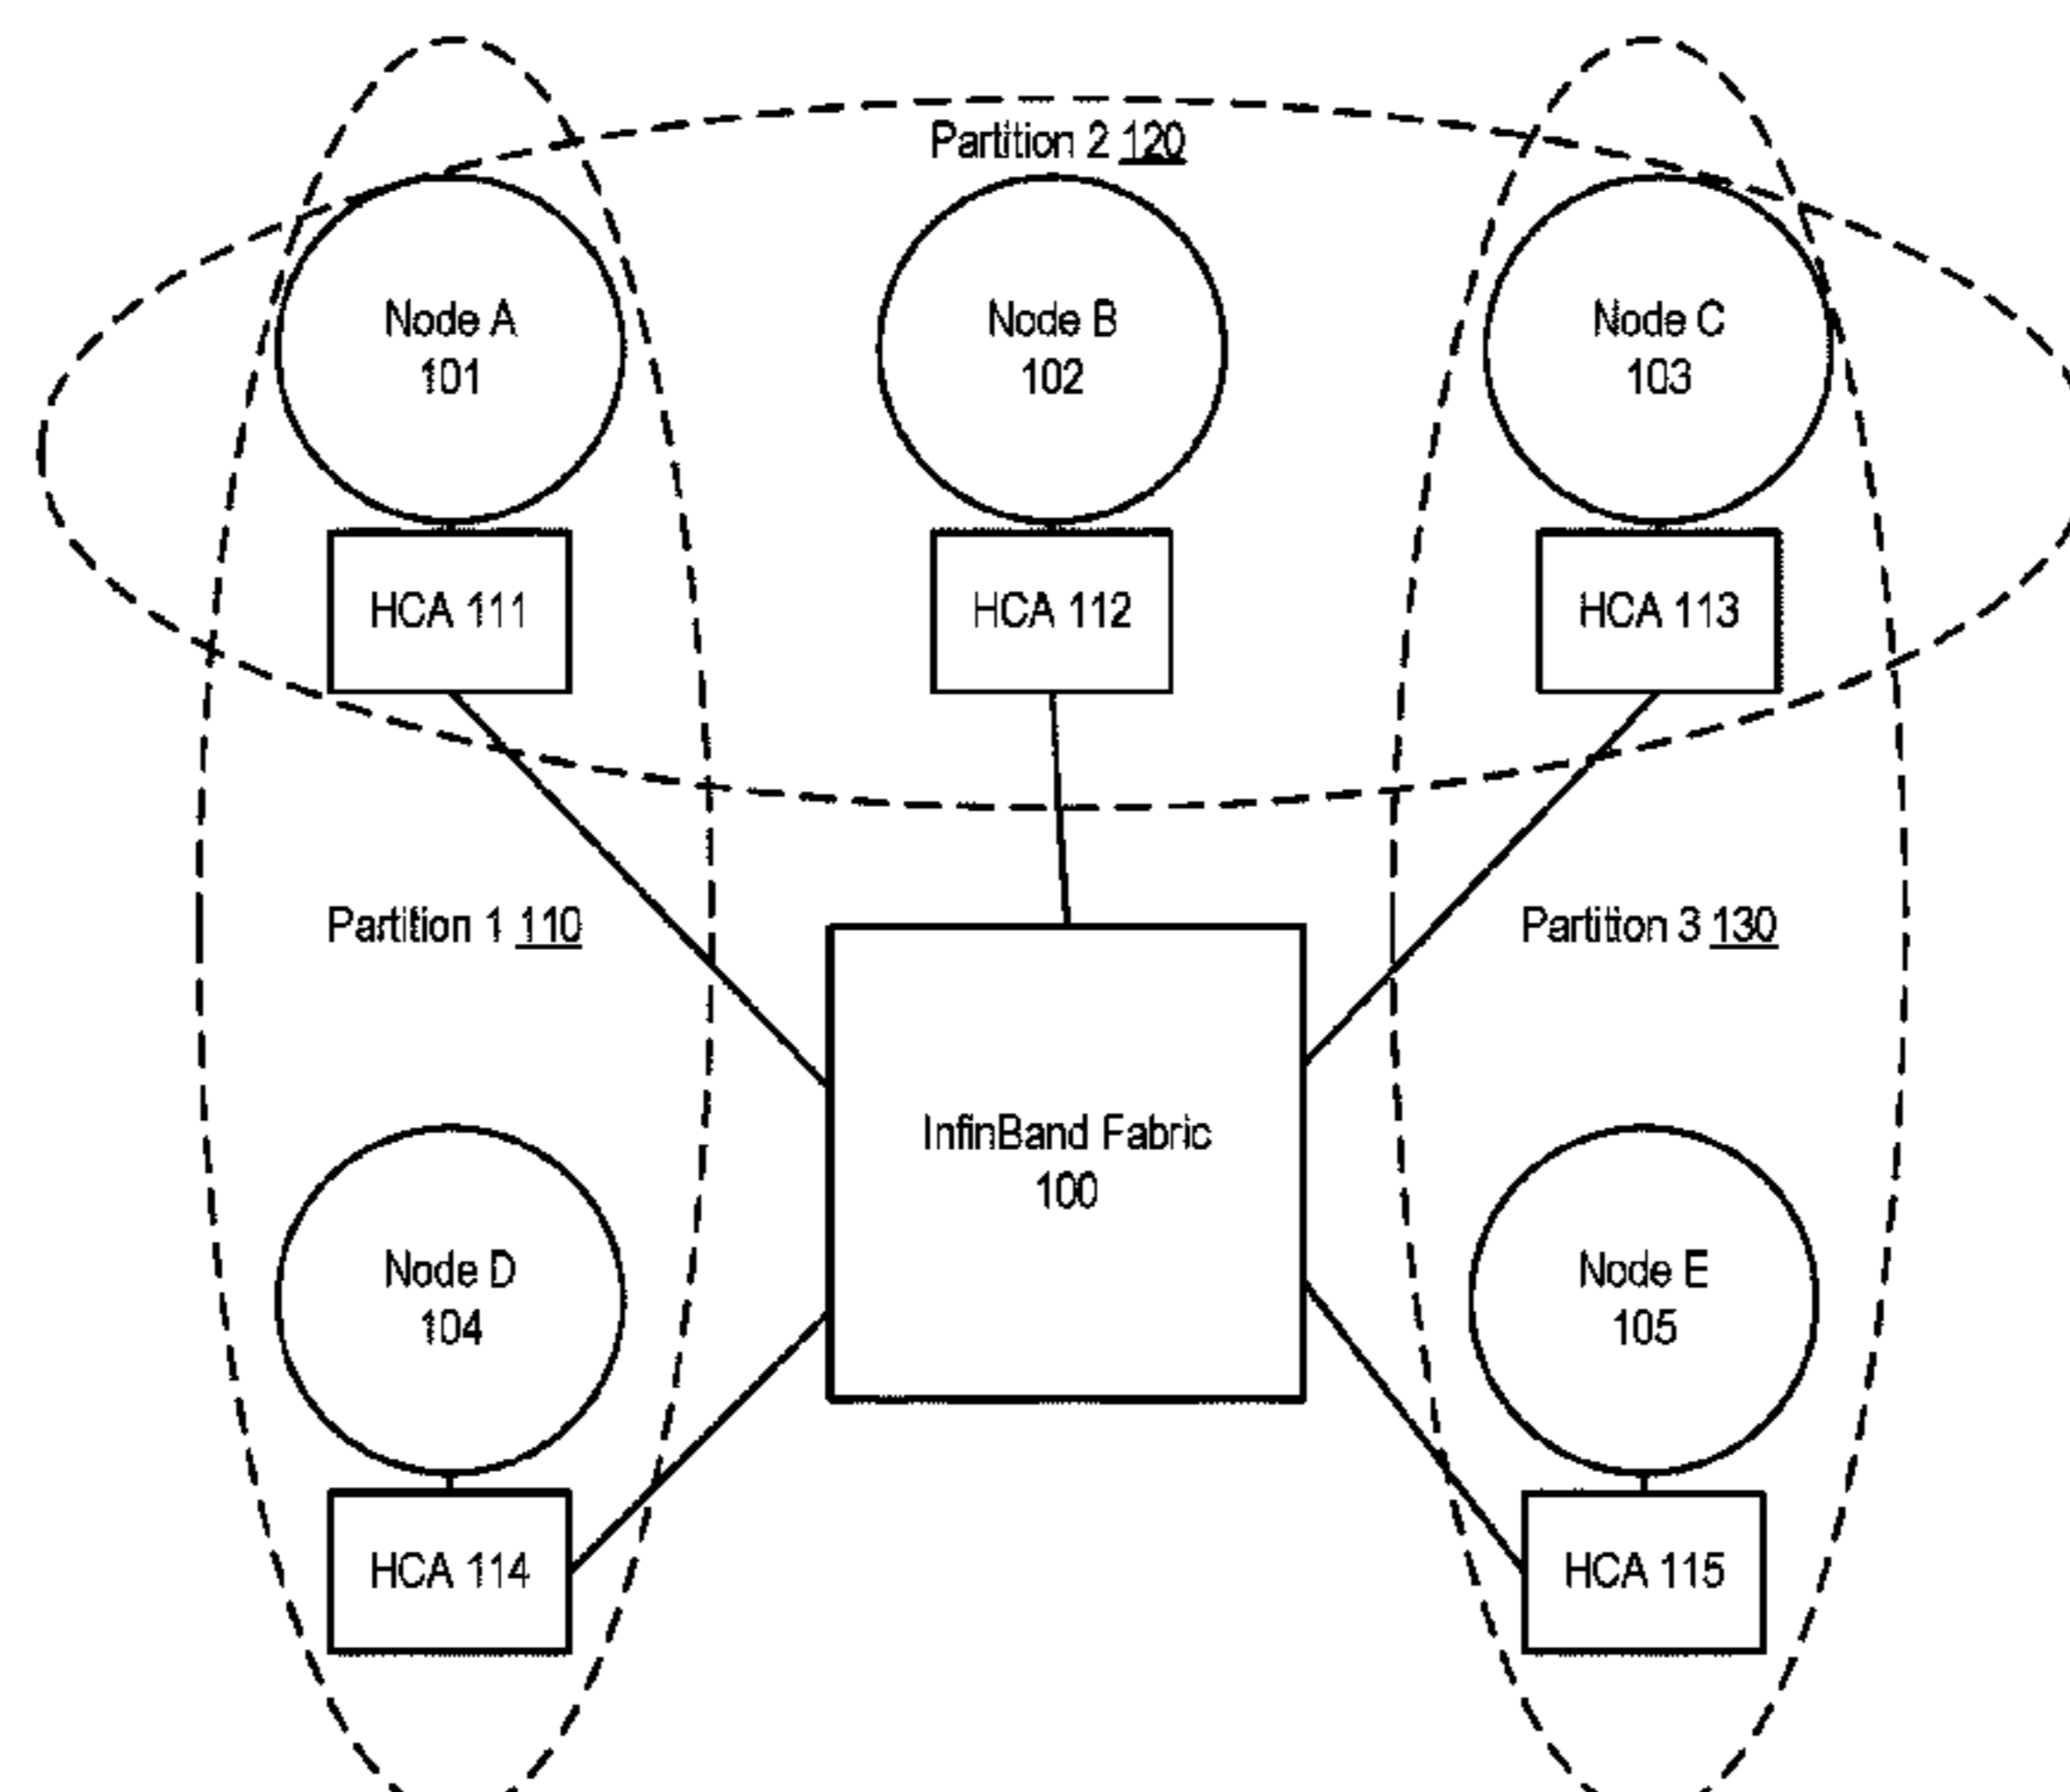 Partition 2 120
Node A
101
Node B
102
Node C
103
HCA 111
HCA 112
HCA 113
Partition 1 110
Partition 3 130
InfinBand Fabric
100
Node D
104
Node E
105
HCA 114
HCA 115